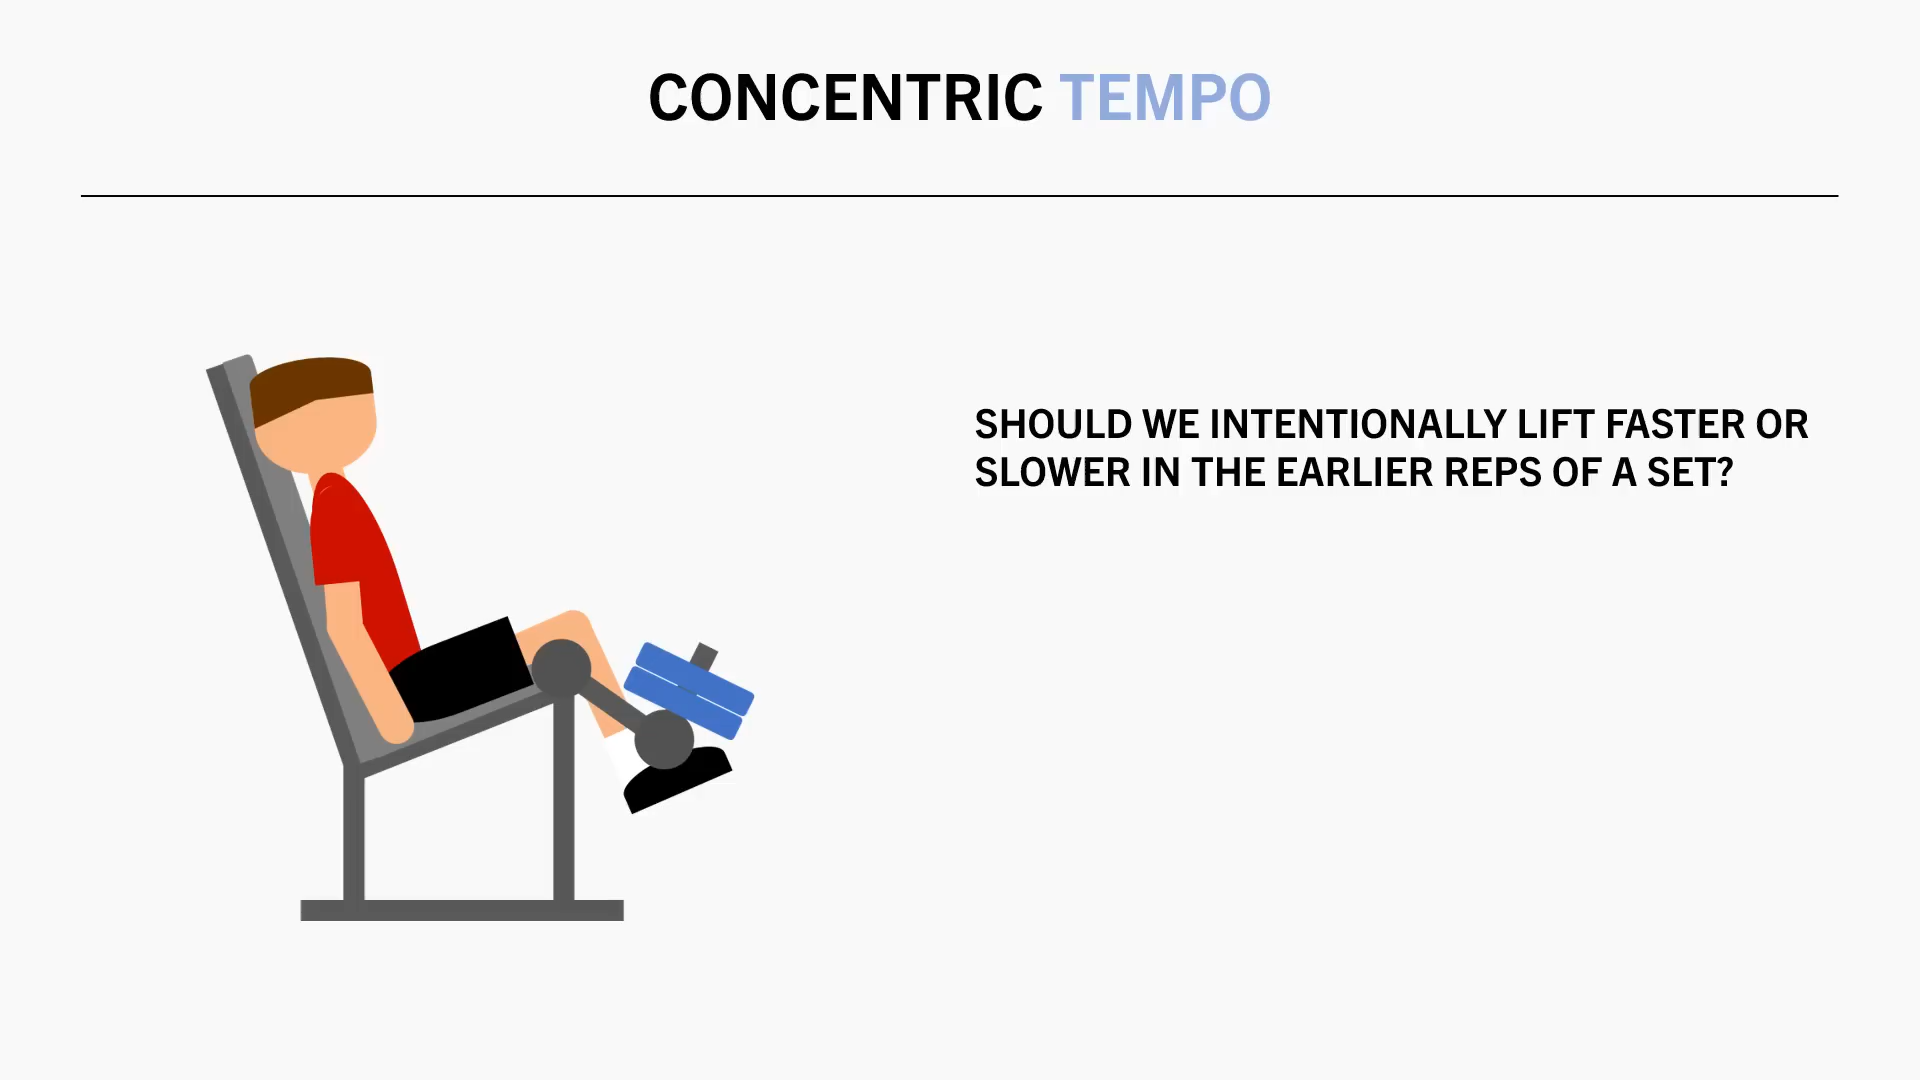 CONCENTRIC TEMPO
SHOULD WE INTENTIONALLY LIFT FASTER OR
SLOWER IN THE EARLIER REPS OF A SET?